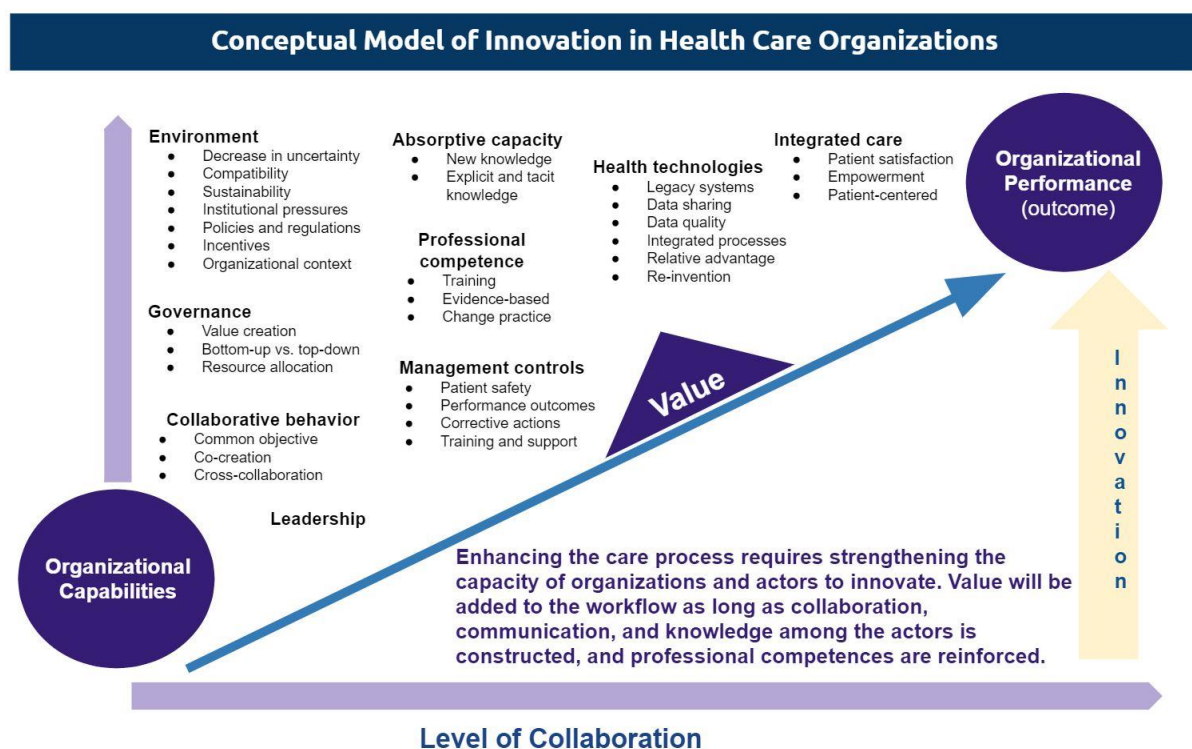 Conceptual Model of Innovation in Health Care Organizations
Environment
● Decrease in uncertainty
● Compatibility
● Sustainability
● Institutional pressures
● Policies and regulations
● Incentives
● Organizational context
Governance
● Value creation
● Bottom-up vs. top-down
● Resource allocation
Collaborative behavior
● Common objective
● Co-creation
● Cross-collaboration
Leadership
Absorptive capacity
● New knowledge
● Explicit and tacit
knowledge
Professional
competence
● Training
● Evidence-based
● Change practice
Management controls
● Patient safety
● Performance outcomes
● Corrective actions
● Training and support
Health technologies
● Legacy systems
● Data sharing
● Data quality
● Integrated processes
● Relative advantage
● Re-invention
Integrated care
● Patient satisfaction
● Empowerment
● Patient-centered
Organizational
Performance
(outcome)
Value
Innovation
Organizational
Capabilities
Enhancing the care process requires strengthening the
capacity of organizations and actors to innovate. Value will be
added to the workflow as long as collaboration,
communication, and knowledge among the actors is
constructed, and professional competences are reinforced.
Level of Collaboration